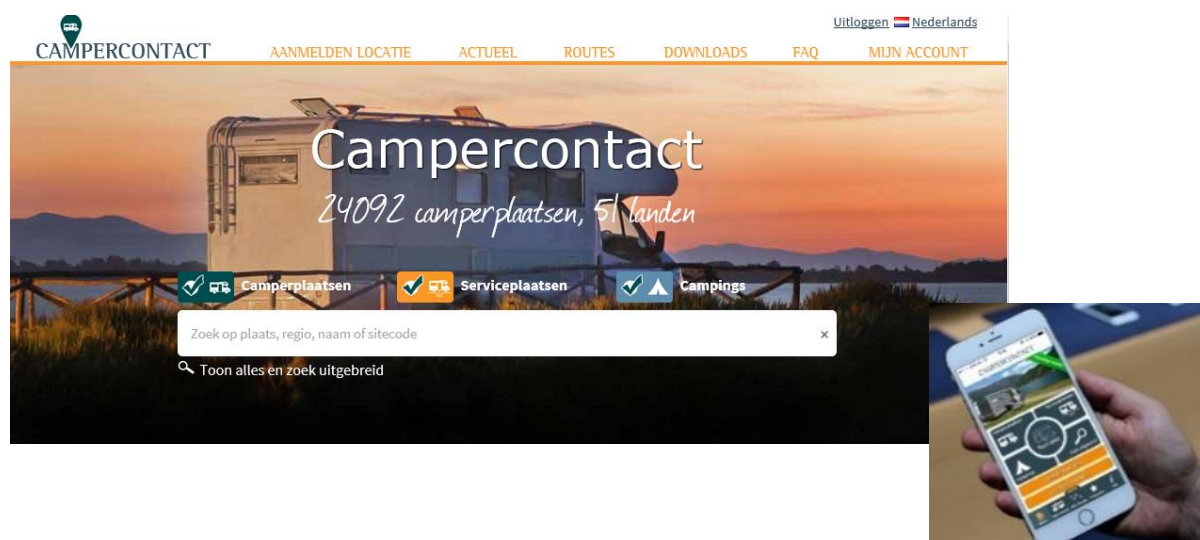 Uitloggen Nederlands
CAMPERCONTACT
AANMELDEN LOCATIE ACTUEEL ROUTES DOWNLOADS FAQ MIJN ACCOUNT
Campercontact
24092 camperplaatsen, 51 landen
Camperplaatsen Serviceplaatsen Campings
Zoek op plaats, regio, naam of sitecode ×
Toon alles en zoek uitgebreid
CAMPERCONTACT